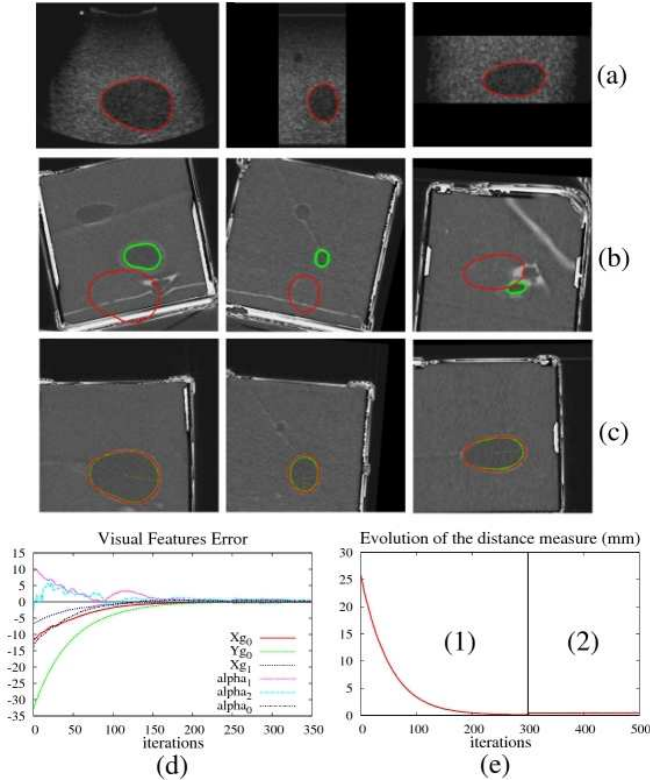 (a)
(b)
(c)
Visual Features Error
15
10
5
0
-5
-10
-15
-20
-25
-30
-35
Xg0
Yg0
Xg1
alpha1
alpha2
alpha0
0 50 100 150 200 250 300 350
iterations
(d)
Evolution of the distance measure (mm)
30
25
20
15
10
5
0
(1)
(2)
0 100 200 300 400 500
iterations
(e)